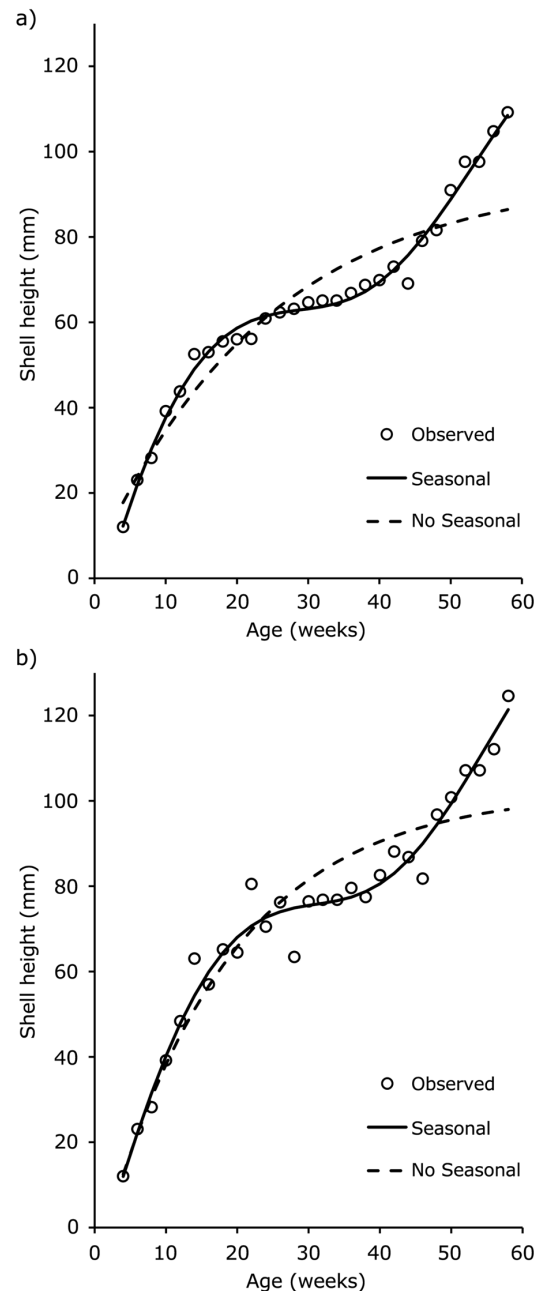 a)
120
100
80
60
40
20
0
Shell height (mm)
Observed
Seasonal
No Seasonal
0 10 20 30 40 50 60
Age (weeks)
b)
120
100
80
60
40
20
0
Shell height (mm)
Observed
Seasonal
No Seasonal
0 10 20 30 40 50 60
Age (weeks)